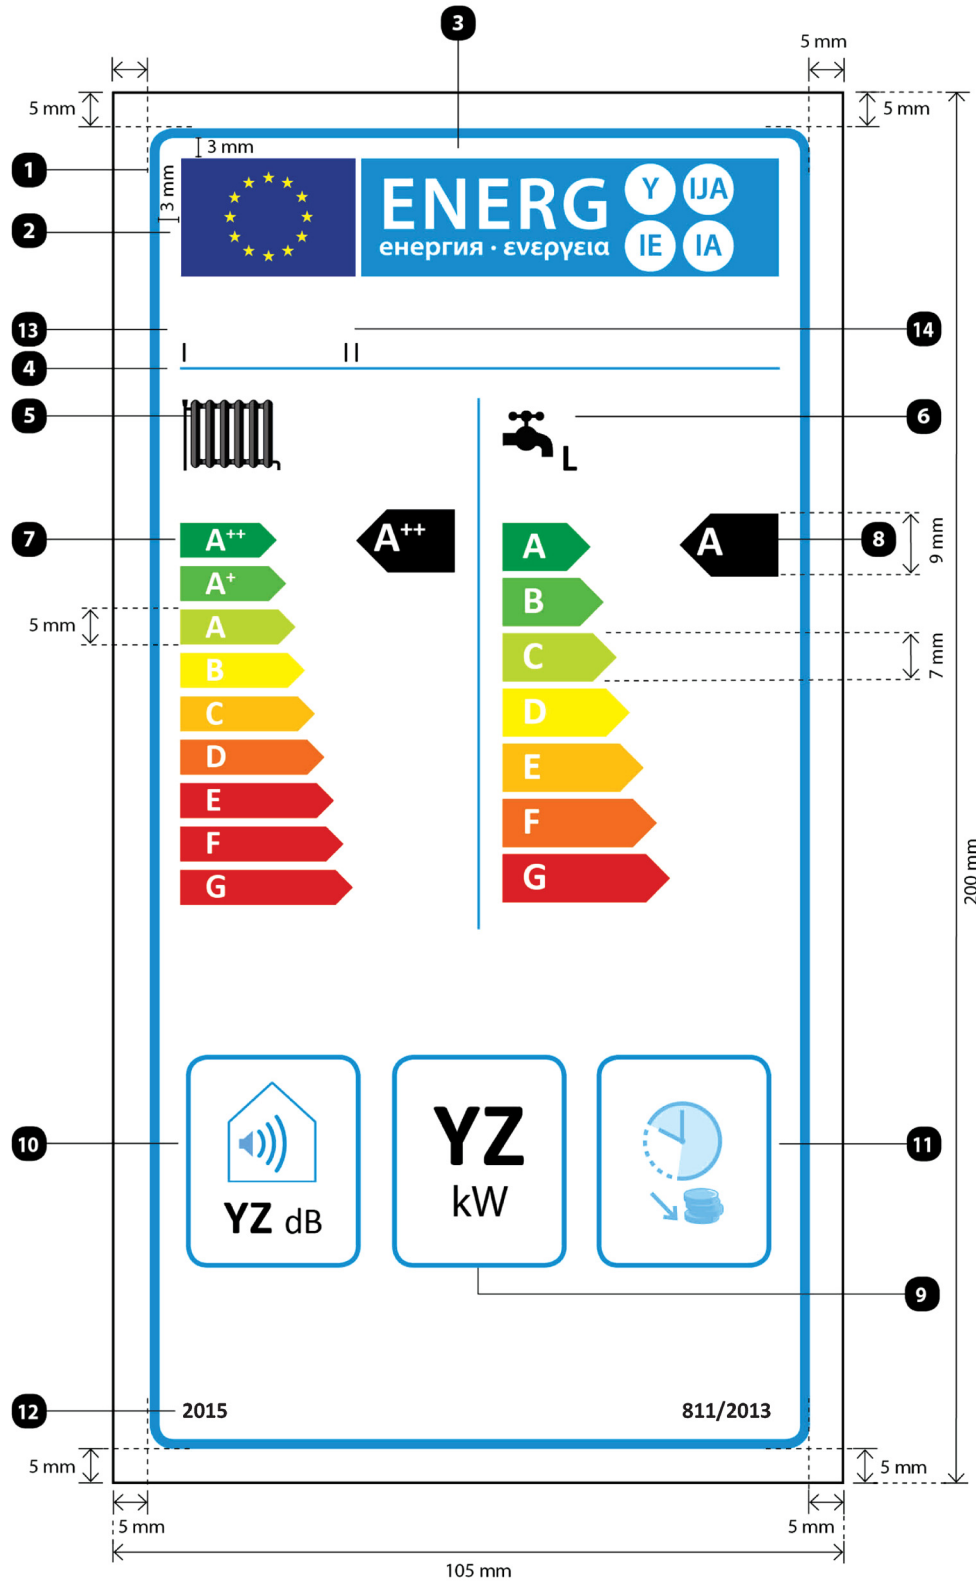 3
5 mm
5 mm
5 mm
3 mm
1
3 mm
2
ENERG Y IJA
енергия · ενεργεια IE IA
13
14
I
II
4
5
6
L
7
A++
A++
A
A
8
9 mm
A+
B
5 mm
A
C
7 mm
B
D
C
E
D
F
E
G
F
G
200 mm
10
YZ dB
YZ
kW
11
9
12
2015
811/2013
5 mm
5 mm
5 mm
5 mm
105 mm